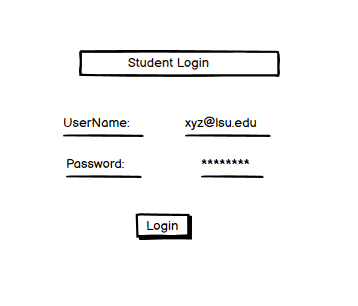 Student Login
UserName: xyz@lsu.edu
Password: ********
Login